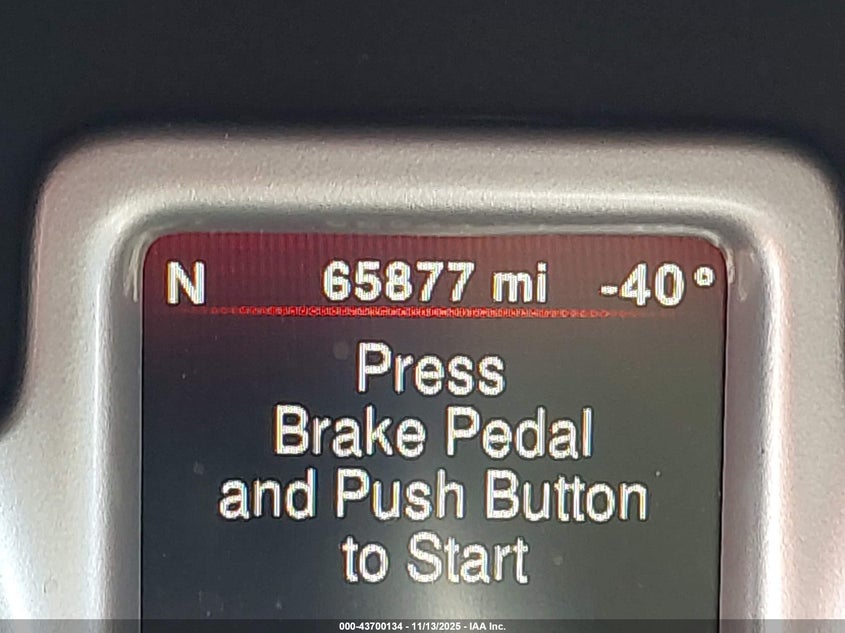 N 65877 mi -40°
Press
Brake Pedal
and Push Button
to Start
000-43700134 - 11/13/2025 - IAA Inc.